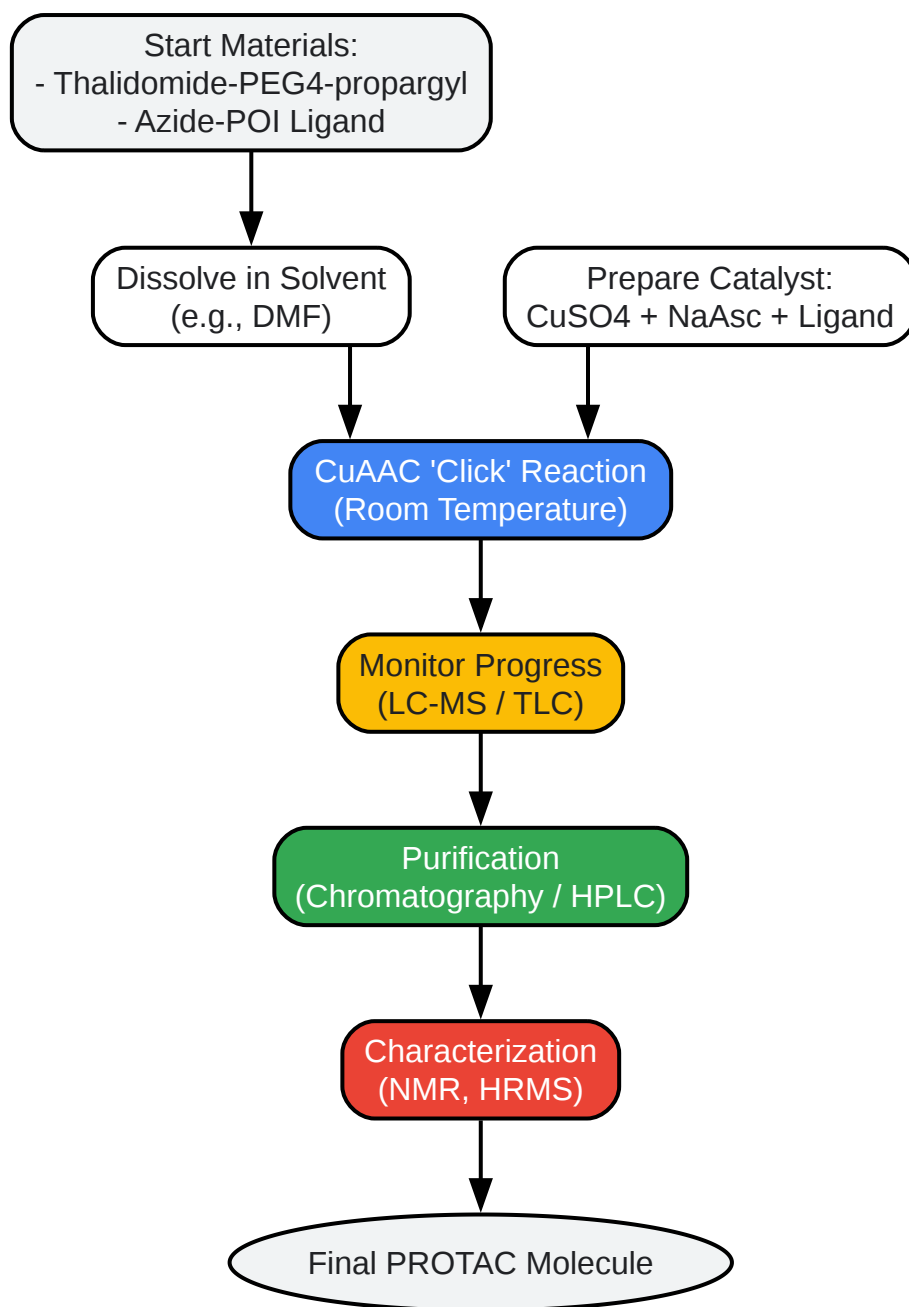 Start Materials:
- Thalidomide-PEG4-propargyl
- Azide-POI Ligand
Dissolve in Solvent
(e.g., DMF)
Prepare Catalyst:
CuSO4 + NaAsc + Ligand
CuAAC 'Click' Reaction
(Room Temperature)
Monitor Progress
(LC-MS / TLC)
Purification
(Chromatography / HPLC)
Characterization
(NMR, HRMS)
Final PROTAC Molecule